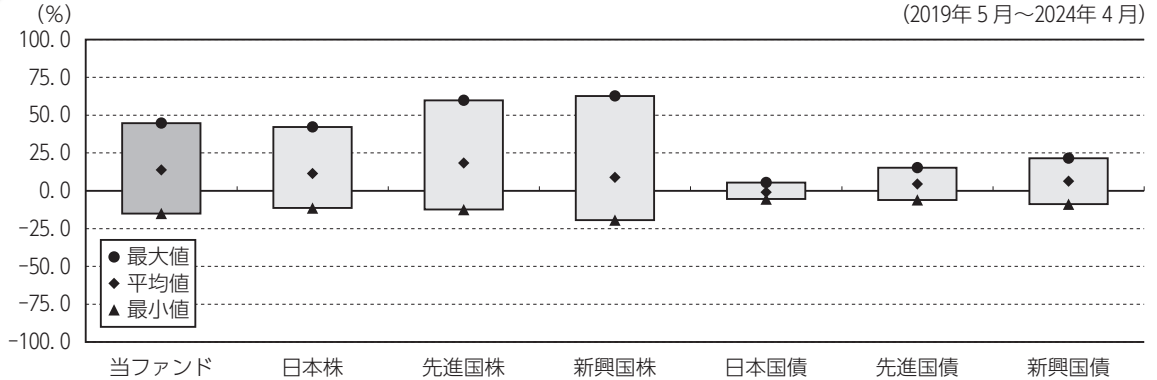 (%)
(2019年5月～2024年4月)
100.0
75.0
50.0
25.0
0.0
-25.0
-50.0
-75.0
-100.0
最大値
平均値
最小値
当ファンド 日本株 先進国株 新興国株 日本国債 先進国債 新興国債